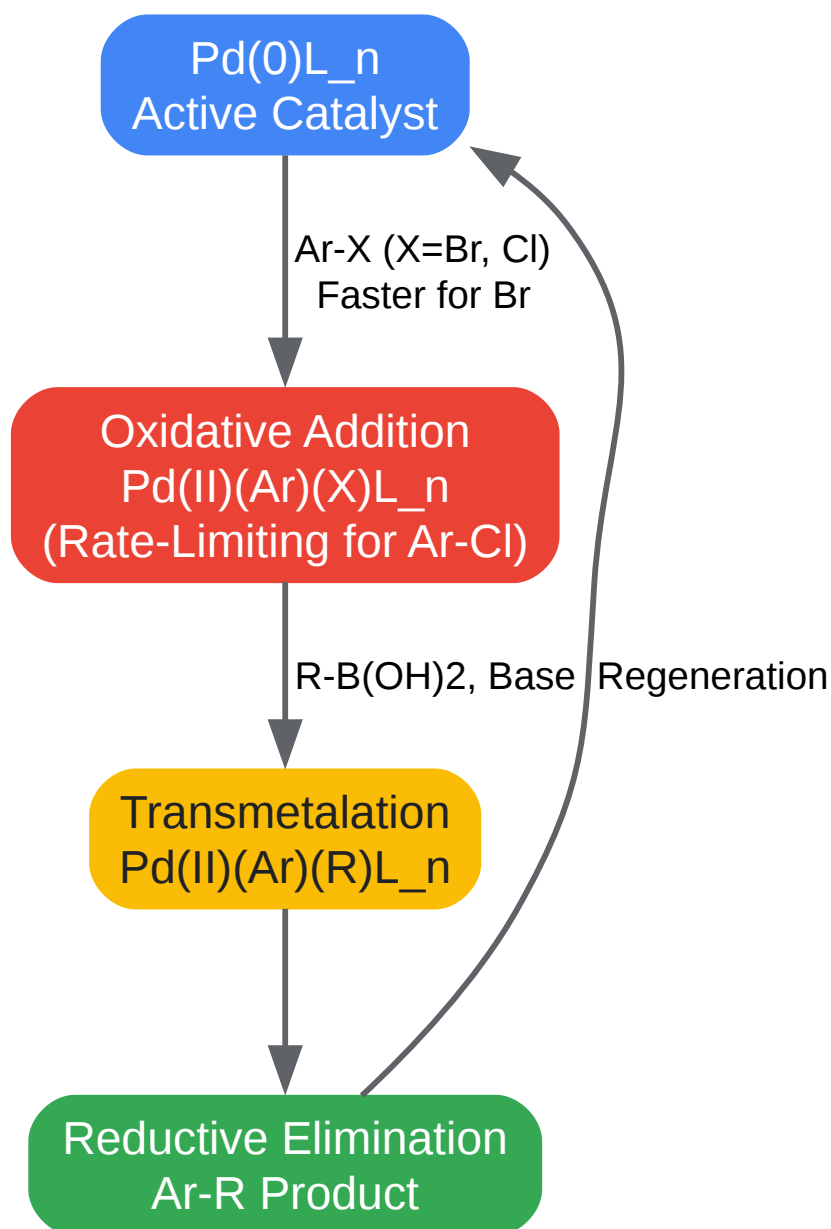 Pd(0)L_n
Active Catalyst
Ar-X (X=Br, Cl)
Faster for Br
Oxidative Addition
Pd(II)(Ar)(X)L_n
(Rate-Limiting for Ar-Cl)
R-B(OH)2, Base
Regeneration
Transmetalation
Pd(II)(Ar)(R)L_n
Reductive Elimination
Ar-R Product